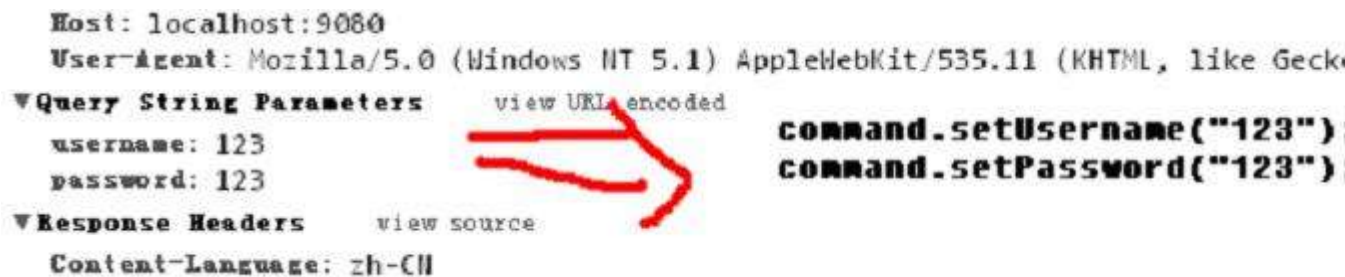 Host: localhost:9080
User-Agent: Mozilla/5.0 (Windows NT 5.1) AppleWebKit/535.11 (KHTML, like Gecko
▼Query String Parameters view URL encoded
username: 123
password: 123
command.setUsername("123");
command.setPassword("123");
▼Response Headers view source
Content-Language: zh-CN